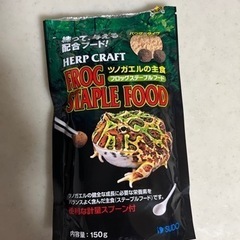 練って、与える
配合フード!
HERP CRAFT
ツノガエルの主食
フロッグステープルフード
FROG
STAPLE FOOD
ツノガエルの健全な成長に必要な栄養素を
バランスよく含んだ主食(ステープルフード)です。
便利な計量スプーン付
内容量:150g
SUDO